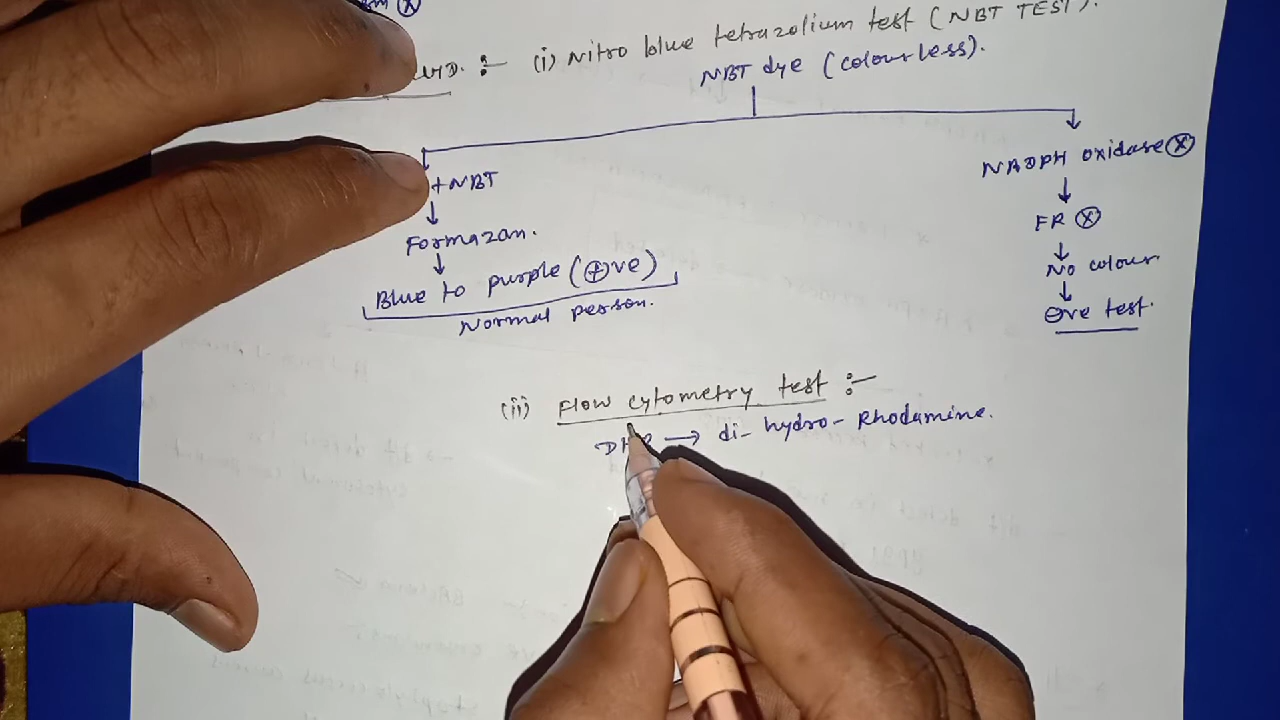 (i) Nitro blue tetrazolium test (NBT TEST).
NBT dye (colourless).
+NBT
Formazan.
Blue to purple (+ve)
Normal person.
NADPH oxidase ⓧ
FR ⓧ
No colour.
⊖ve test.
(ii) Flow cytometry test :-
→ di-hydro-Rhodamine.